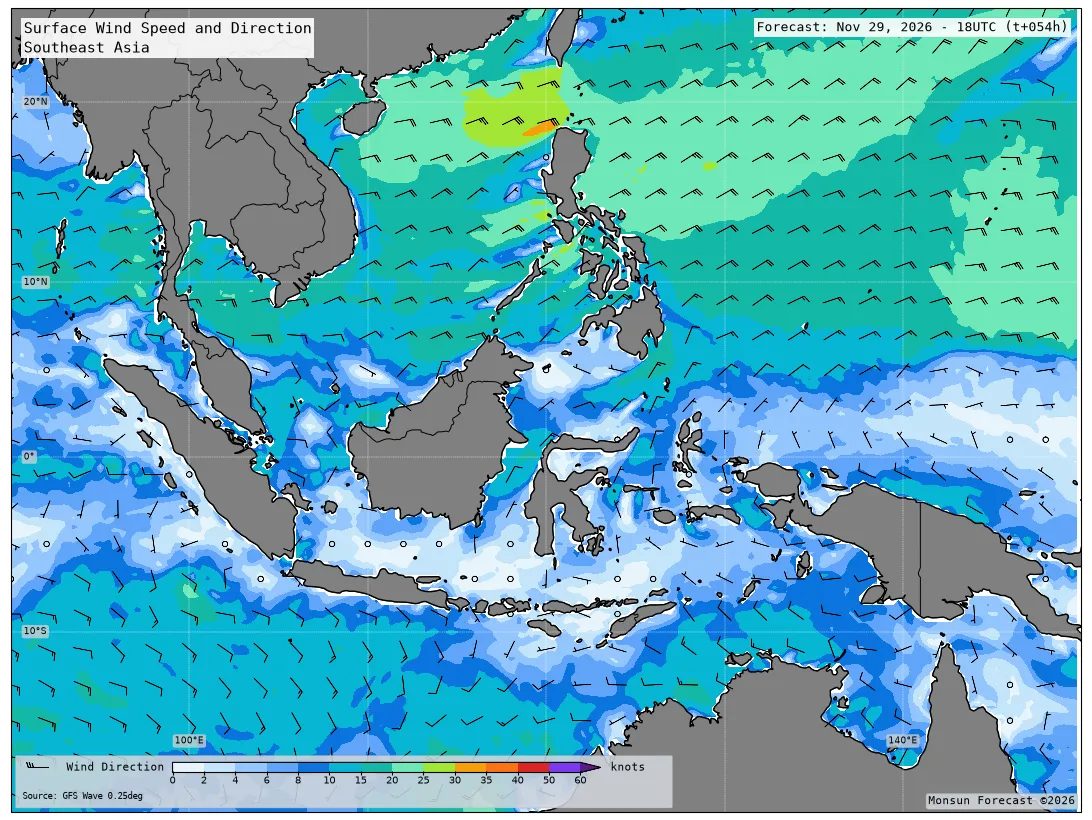 Surface Wind Speed and Direction
Southeast Asia
Forecast: Nov 29, 2026 - 18UTC (t+054h)
20°N
10°N
0°
10°S
100°E
140°E
Wind Direction
0 2 4 6 8 10 15 20 25 30 35 40 50 60
knots
Source: GFS Wave 0.25deg
Monsun Forecast ©2026